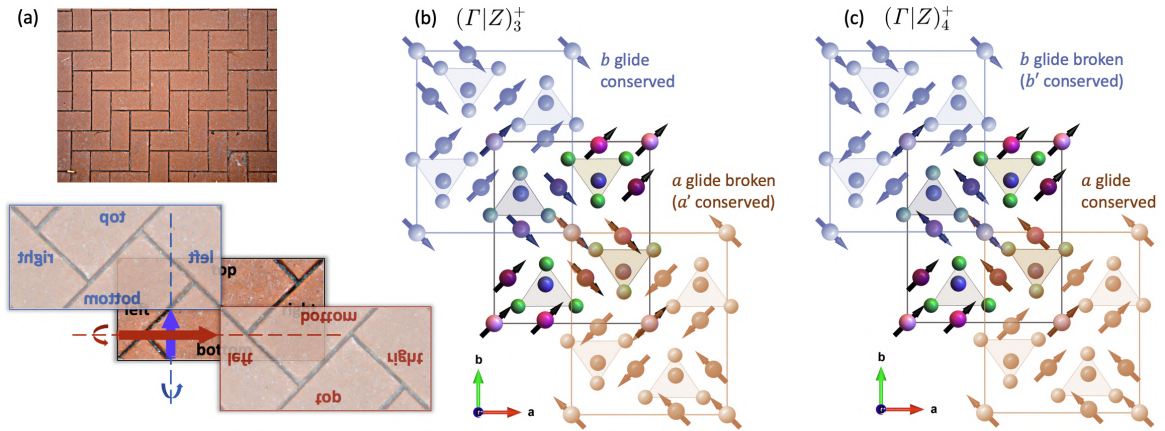 (a)
(b) (Γ|Z)₃⁺
(c) (Γ|Z)₄⁺
b glide
conserved
b glide broken
(b′ conserved)
a glide broken
(a′ conserved)
a glide
conserved
top
right
left
bottom
top
left
right
bottom
bottom
left
right
top
b
a
b
a